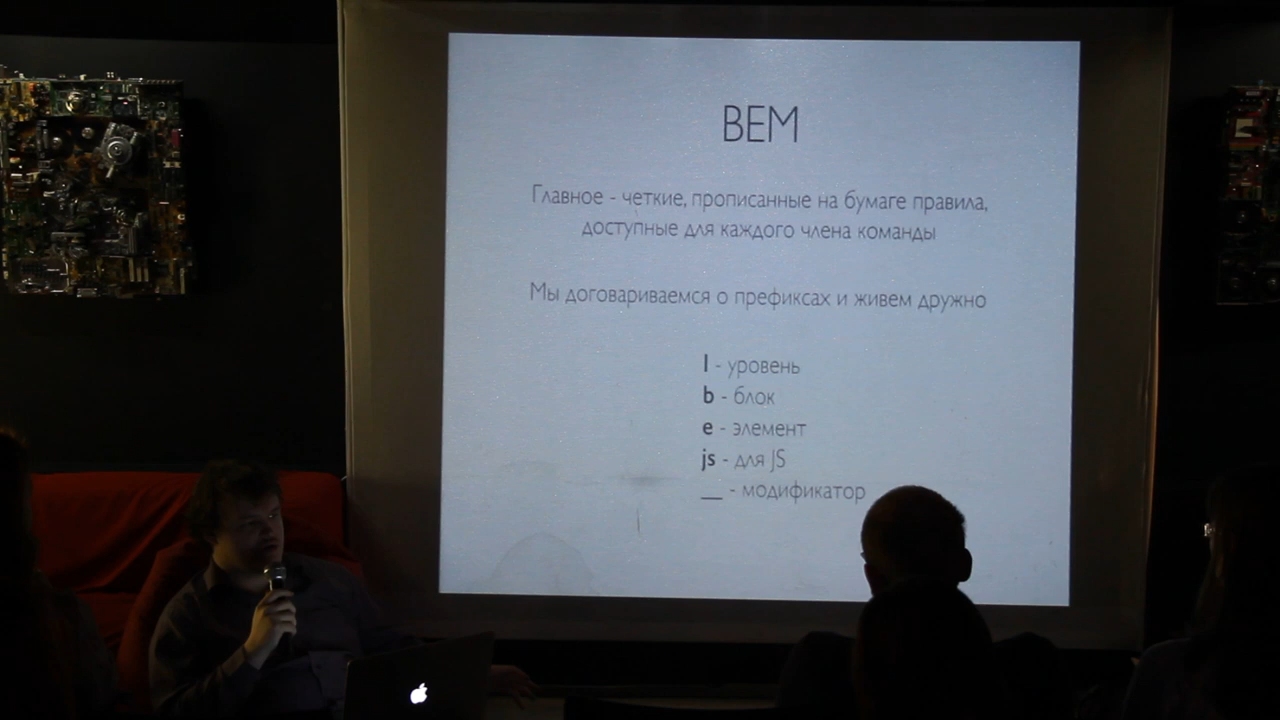 BEM
Главное - четкие, прописанные на бумаге правила,
доступные для каждого члена команды
Мы договариваемся о префиксах и живем дружно
l - уровень
b - блок
e - элемент
js - для JS
__ - модификатор